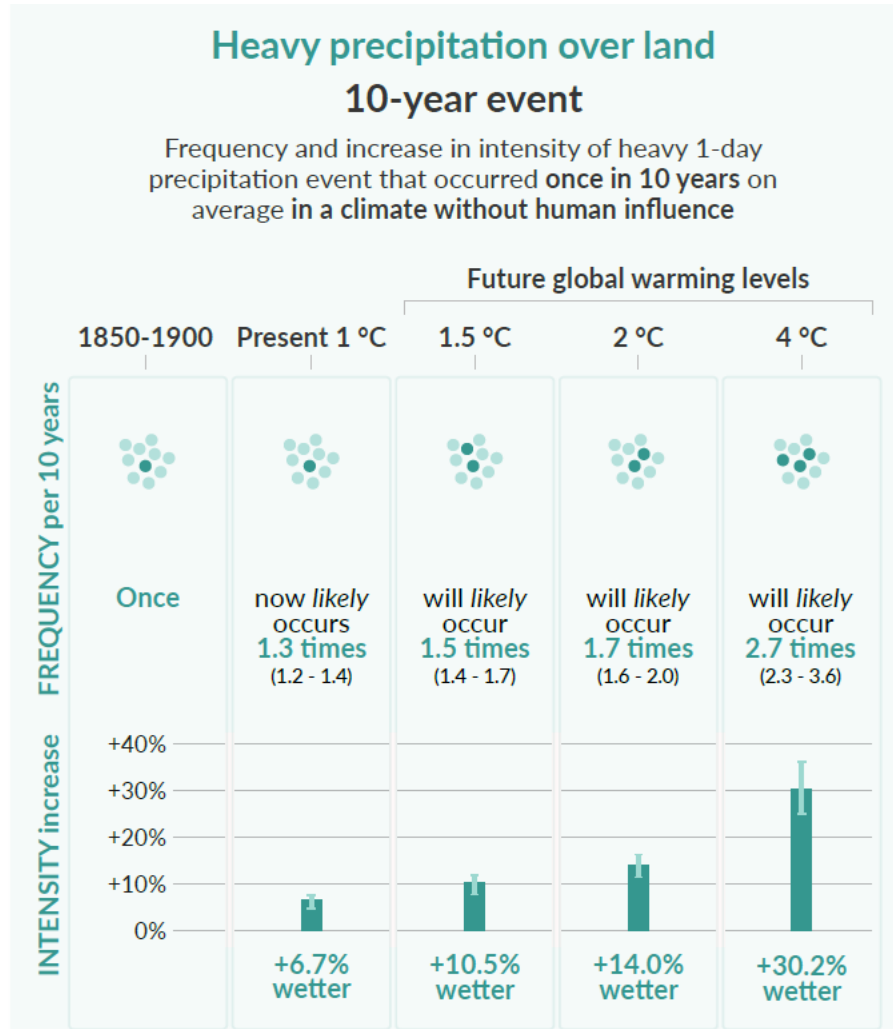 Heavy precipitation over land
10-year event
Frequency and increase in intensity of heavy 1-day
precipitation event that occurred once in 10 years on
average in a climate without human influence
Future global warming levels
1850-1900
Present 1 °C
1.5 °C
2 °C
4 °C
FREQUENCY per 10 years
Once
now likely
occurs
1.3 times
(1.2 - 1.4)
will likely
occur
1.5 times
(1.4 - 1.7)
will likely
occur
1.7 times
(1.6 - 2.0)
will likely
occur
2.7 times
(2.3 - 3.6)
INTENSITY increase
+40%
+30%
+20%
+10%
0%
+6.7%
wetter
+10.5%
wetter
+14.0%
wetter
+30.2%
wetter